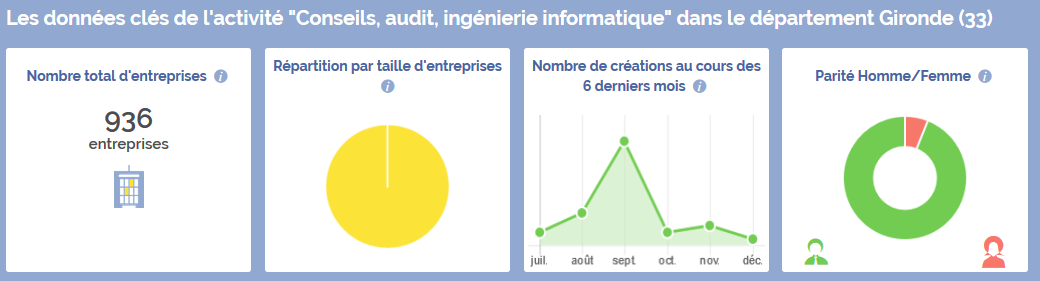 Les données clés de l'activité "Conseils, audit, ingénierie informatique" dans le département Gironde (33)
Nombre total d'entreprises i
936
entreprises
Répartition par taille d'entreprises
i
Nombre de créations au cours des
6 derniers mois i
juil. août sept. oct. nov. déc.
Parité Homme/Femme i